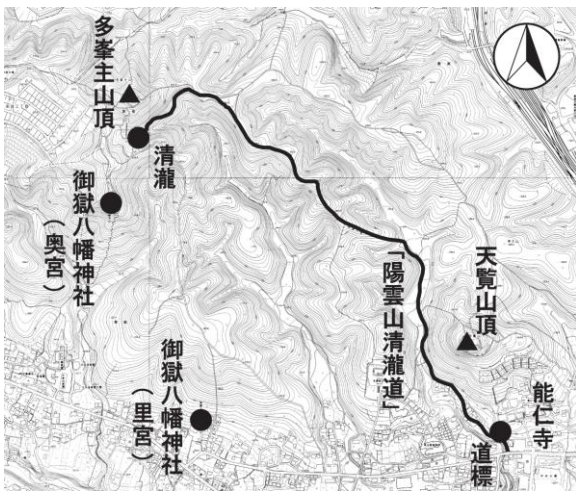 多峯主山頂
清瀧
御嶽八幡神社
（奥宮）
「陽雲山清瀧道」
天覧山頂
御嶽八幡神社
（里宮）
能仁寺
道標